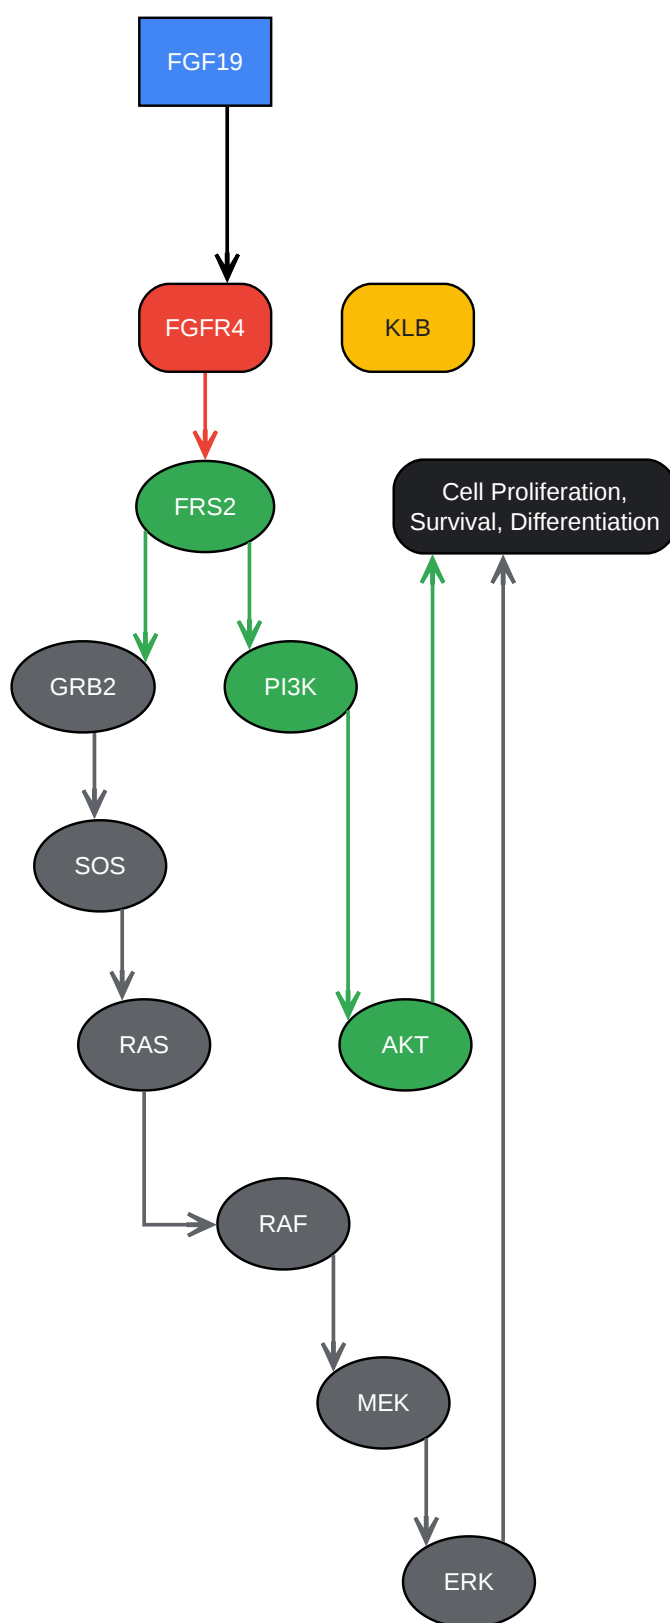 FGF19
FGFR4
KLB
FRS2
Cell Proliferation,
Survival, Differentiation
GRB2
PI3K
SOS
RAS
AKT
RAF
MEK
ERK